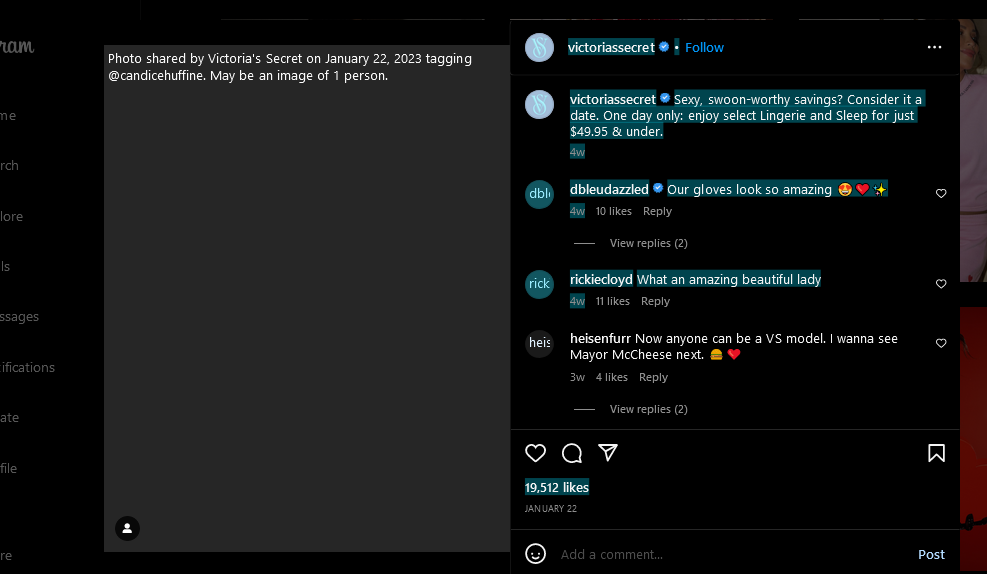 ram
Photo shared by Victoria's Secret on January 22, 2023 tagging
@candicehuffine. May be an image of 1 person.
me
rch
lore
ls
ssages
ifications
ate
file
re
victoriassecret • Follow
victoriassecret Sexy, swoon-worthy savings? Consider it a
date. One day only: enjoy select Lingerie and Sleep for just
$49.95 & under.
4w
dble
dbleudazzled Our gloves look so amazing 😍❤️✨
4w 10 likes Reply
View replies (2)
rick
rickiecloyd What an amazing beautiful lady
4w 11 likes Reply
heis
heisenfurr Now anyone can be a VS model. I wanna see
Mayor McCheese next. 🍔❤️
3w 4 likes Reply
View replies (2)
19,512 likes
JANUARY 22
Add a comment...
Post